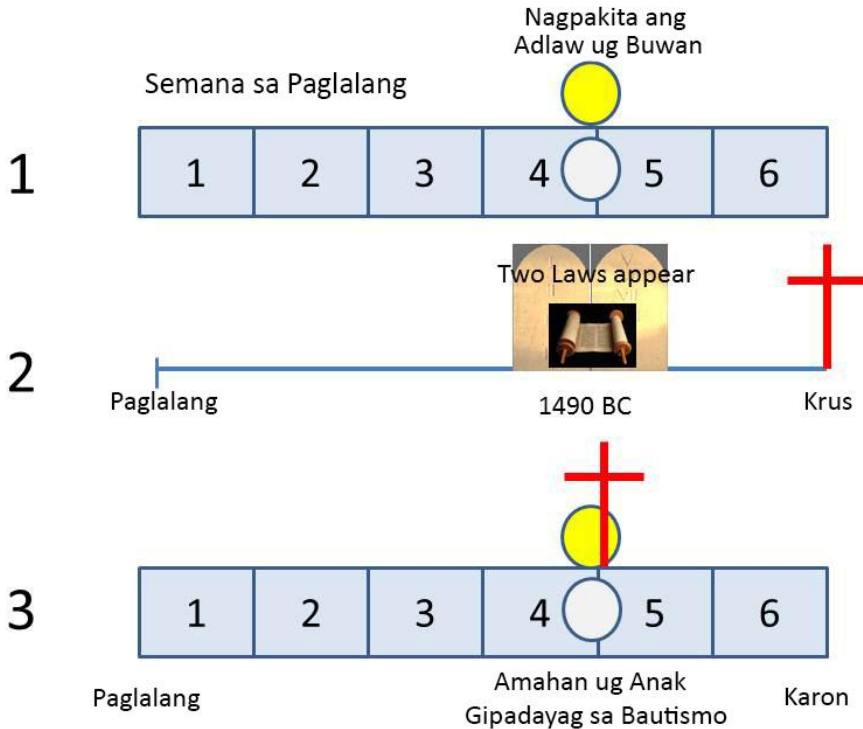 Nagpakita ang
Adlaw ug Buwan
Semana sa Paglalang
1
1 2 3 4 5 6
Two Laws appear
2
Paglalang 1490 BC Krus
3
1 2 3 4 5 6
Paglalang Amahan ug Anak Karon
Gipadayag sa Bautismo